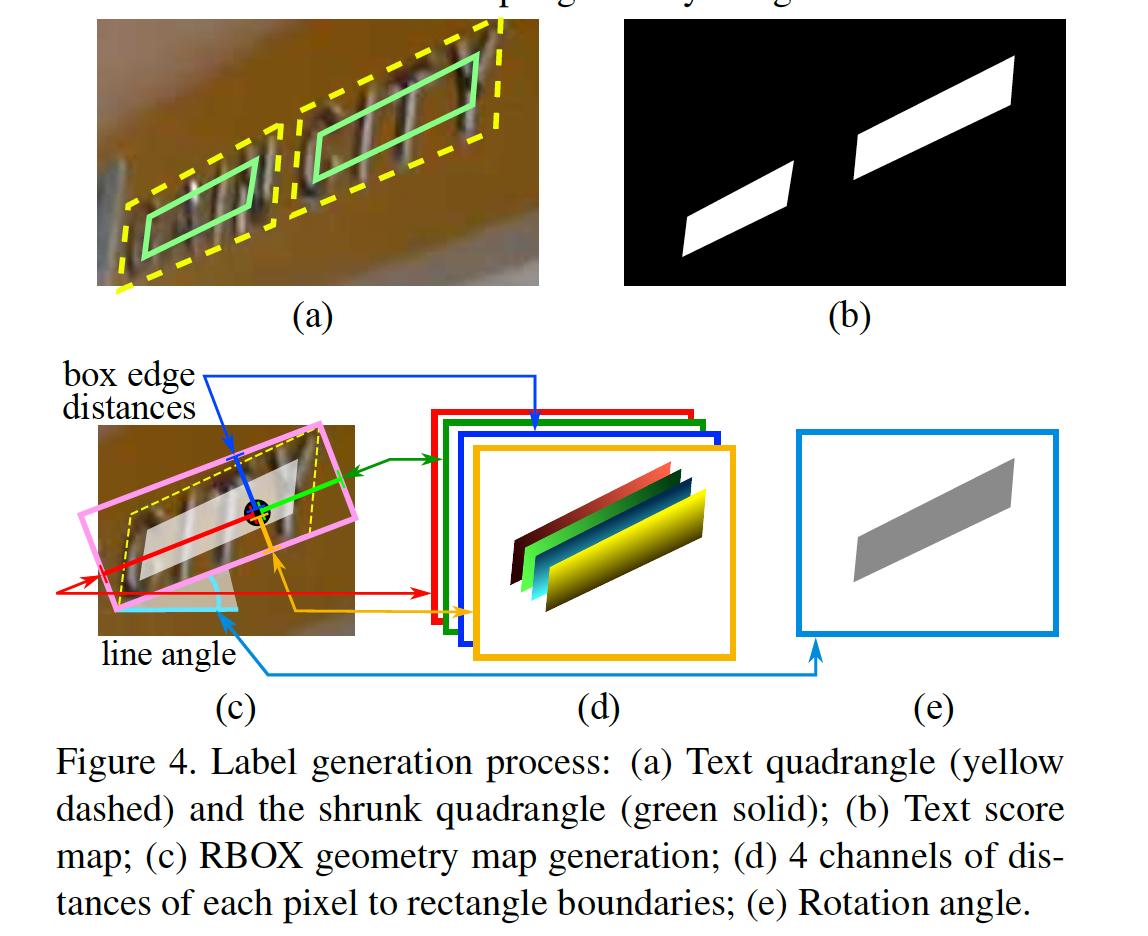 (a)
(b)
box edge
distances
line angle
(c)
(d)
(e)
Figure 4. Label generation process: (a) Text quadrangle (yellow
dashed) and the shrunk quadrangle (green solid); (b) Text score
map; (c) RBOX geometry map generation; (d) 4 channels of dis-
tances of each pixel to rectangle boundaries; (e) Rotation angle.